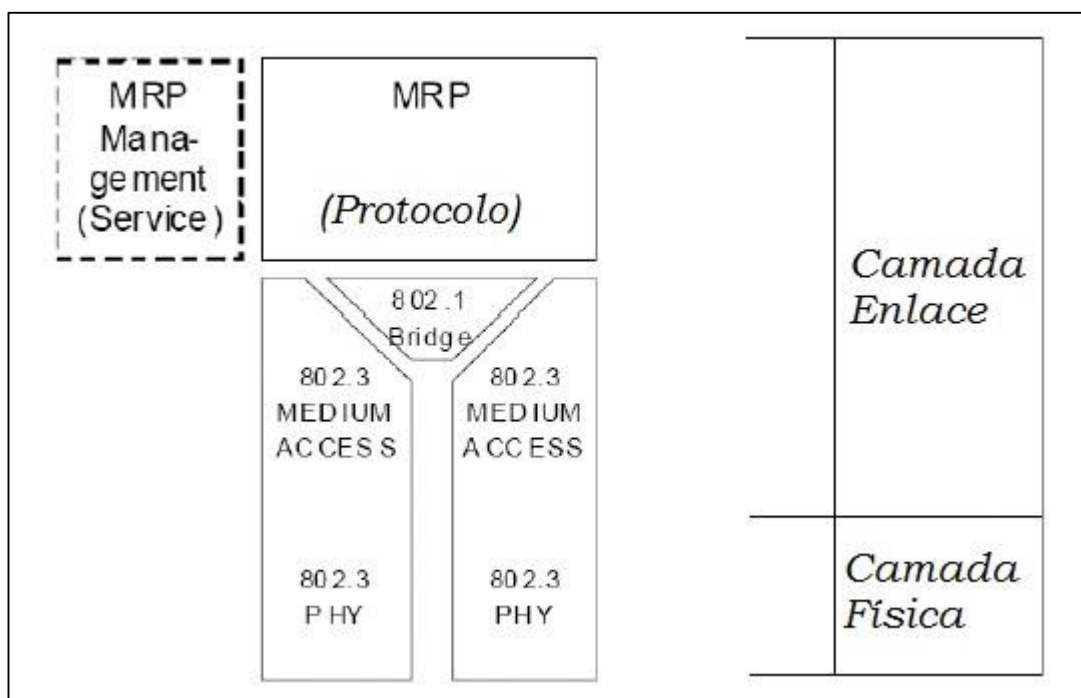 MRP
Mana-
gement
(Service)
MRP
(Protocolo)
802.1
Bridge
802.3
MEDIUM
ACCESS
802.3
PHY
802.3
MEDIUM
ACCESS
802.3
PHY
Camada
Enlace
Camada
Física